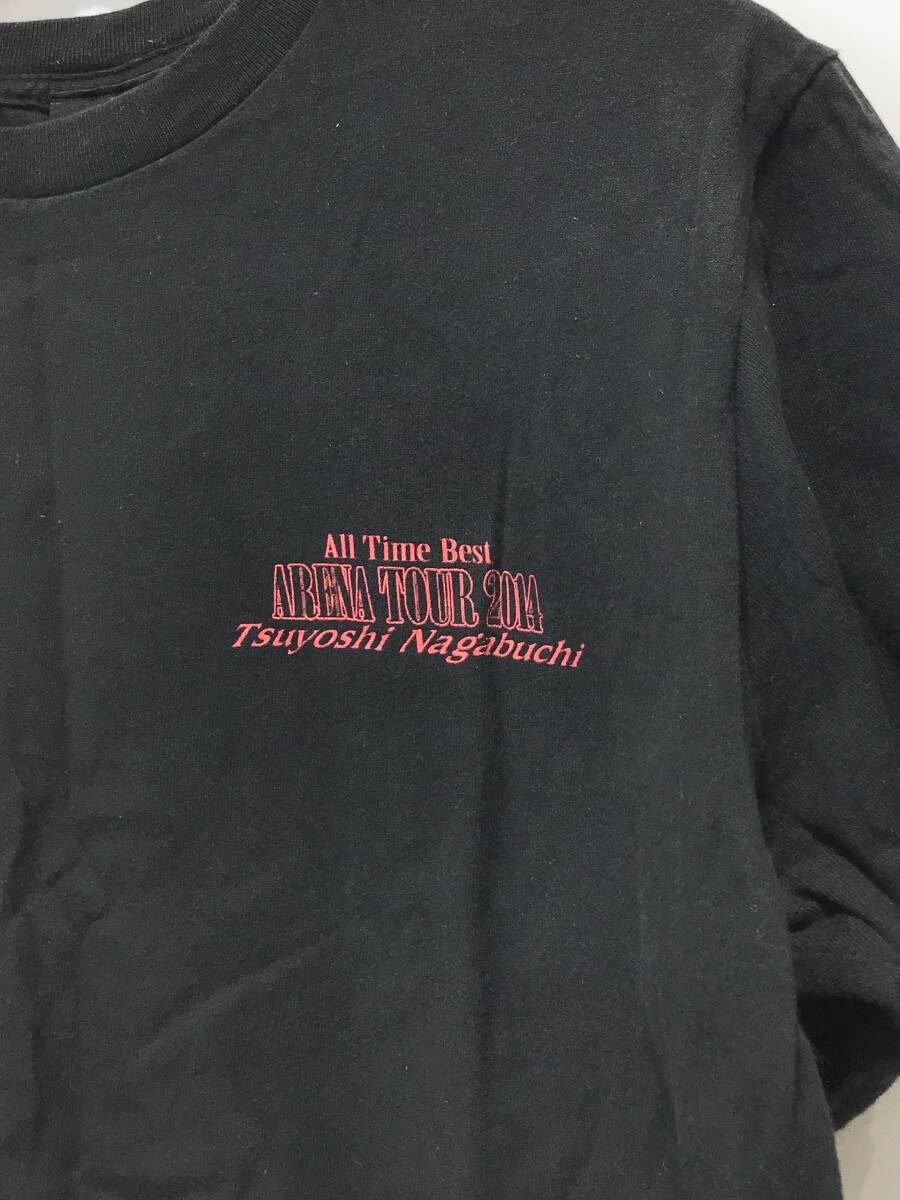 All Time Best
ARENA TOUR 2014
Tsuyoshi Nagabuchi